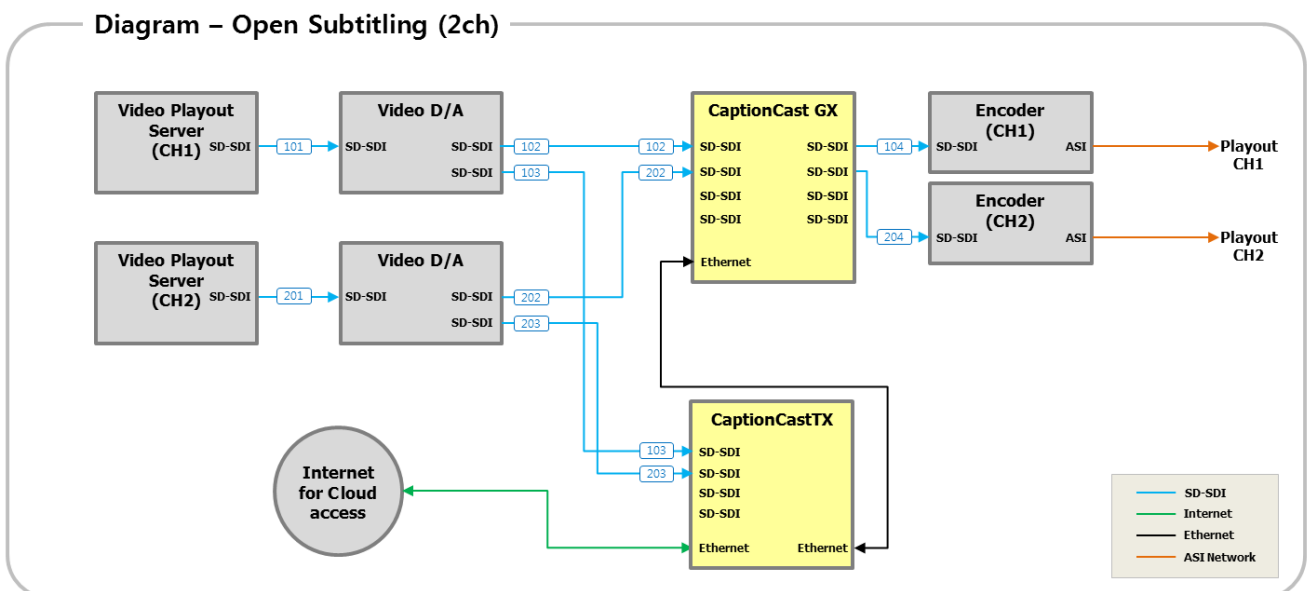 Diagram – Open Subtitling (2ch)
Video Playout
Server
(CH1)
SD-SDI
101
Video D/A
SD-SDI
SD-SDI
SD-SDI
102
103
102
202
CaptionCast GX
SD-SDI
SD-SDI
SD-SDI
SD-SDI
SD-SDI
SD-SDI
SD-SDI
SD-SDI
Ethernet
104
204
Encoder
(CH1)
SD-SDI
ASI
Playout
CH1
Encoder
(CH2)
SD-SDI
ASI
Playout
CH2
Video Playout
Server
(CH2)
SD-SDI
201
Video D/A
SD-SDI
SD-SDI
SD-SDI
202
203
103
203
CaptionCastTX
SD-SDI
SD-SDI
SD-SDI
SD-SDI
Ethernet
Ethernet
Internet
for Cloud
access
SD-SDI
Internet
Ethernet
ASI Network